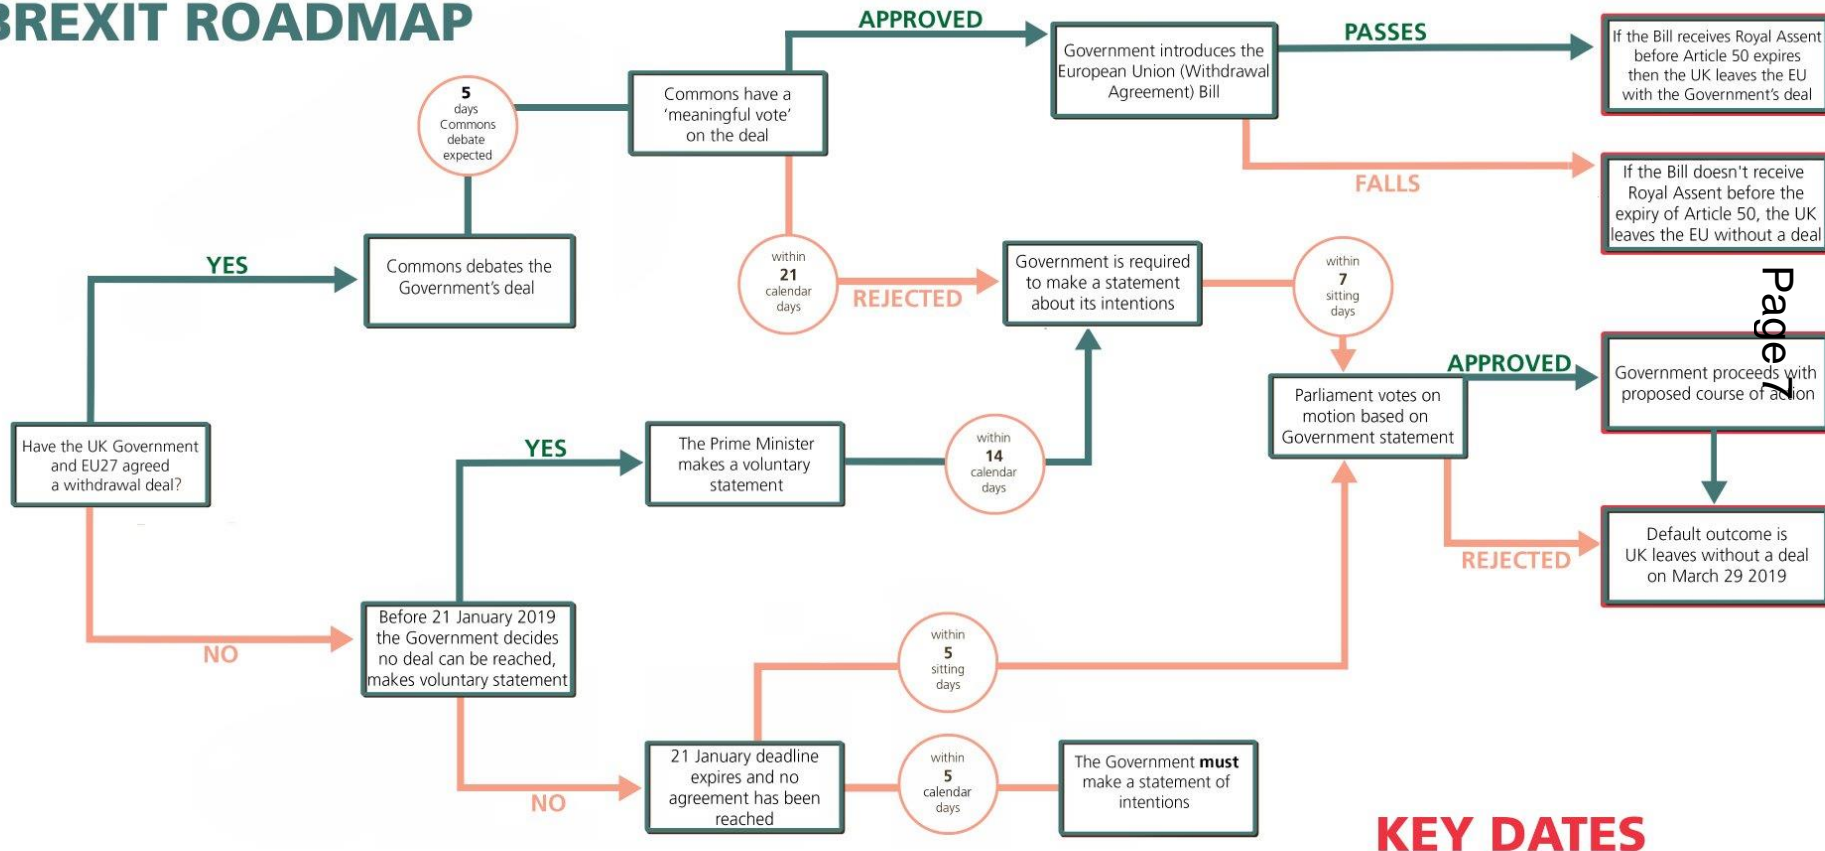 BREXIT ROADMAP
APPROVED
PASSES
Government introduces the
European Union (Withdrawal
Agreement) Bill
If the Bill receives Royal Assent
before Article 50 expires
then the UK leaves the EU
with the Government's deal
5
days
Commons
debate
expected
Commons have a
‘meaningful vote’
on the deal
FALLS
If the Bill doesn't receive
Royal Assent before the
expiry of Article 50, the UK
leaves the EU without a deal
YES
Commons debates the
Government's deal
within
21
calendar
days
REJECTED
Government is required
to make a statement
about its intentions
within
7
sitting
days
Page 7
APPROVED
Government proceeds with
proposed course of action
Parliament votes on
motion based on
Government statement
Have the UK Government
and EU27 agreed
a withdrawal deal?
YES
The Prime Minister
makes a voluntary
statement
within
14
calendar
days
REJECTED
Default outcome is
UK leaves without a deal
on March 29 2019
NO
Before 21 January 2019
the Government decides
no deal can be reached,
makes voluntary statement
within
5
sitting
days
NO
21 January deadline
expires and no
agreement has been
reached
within
5
calendar
days
The Government must
make a statement of
intentions
KEY DATES